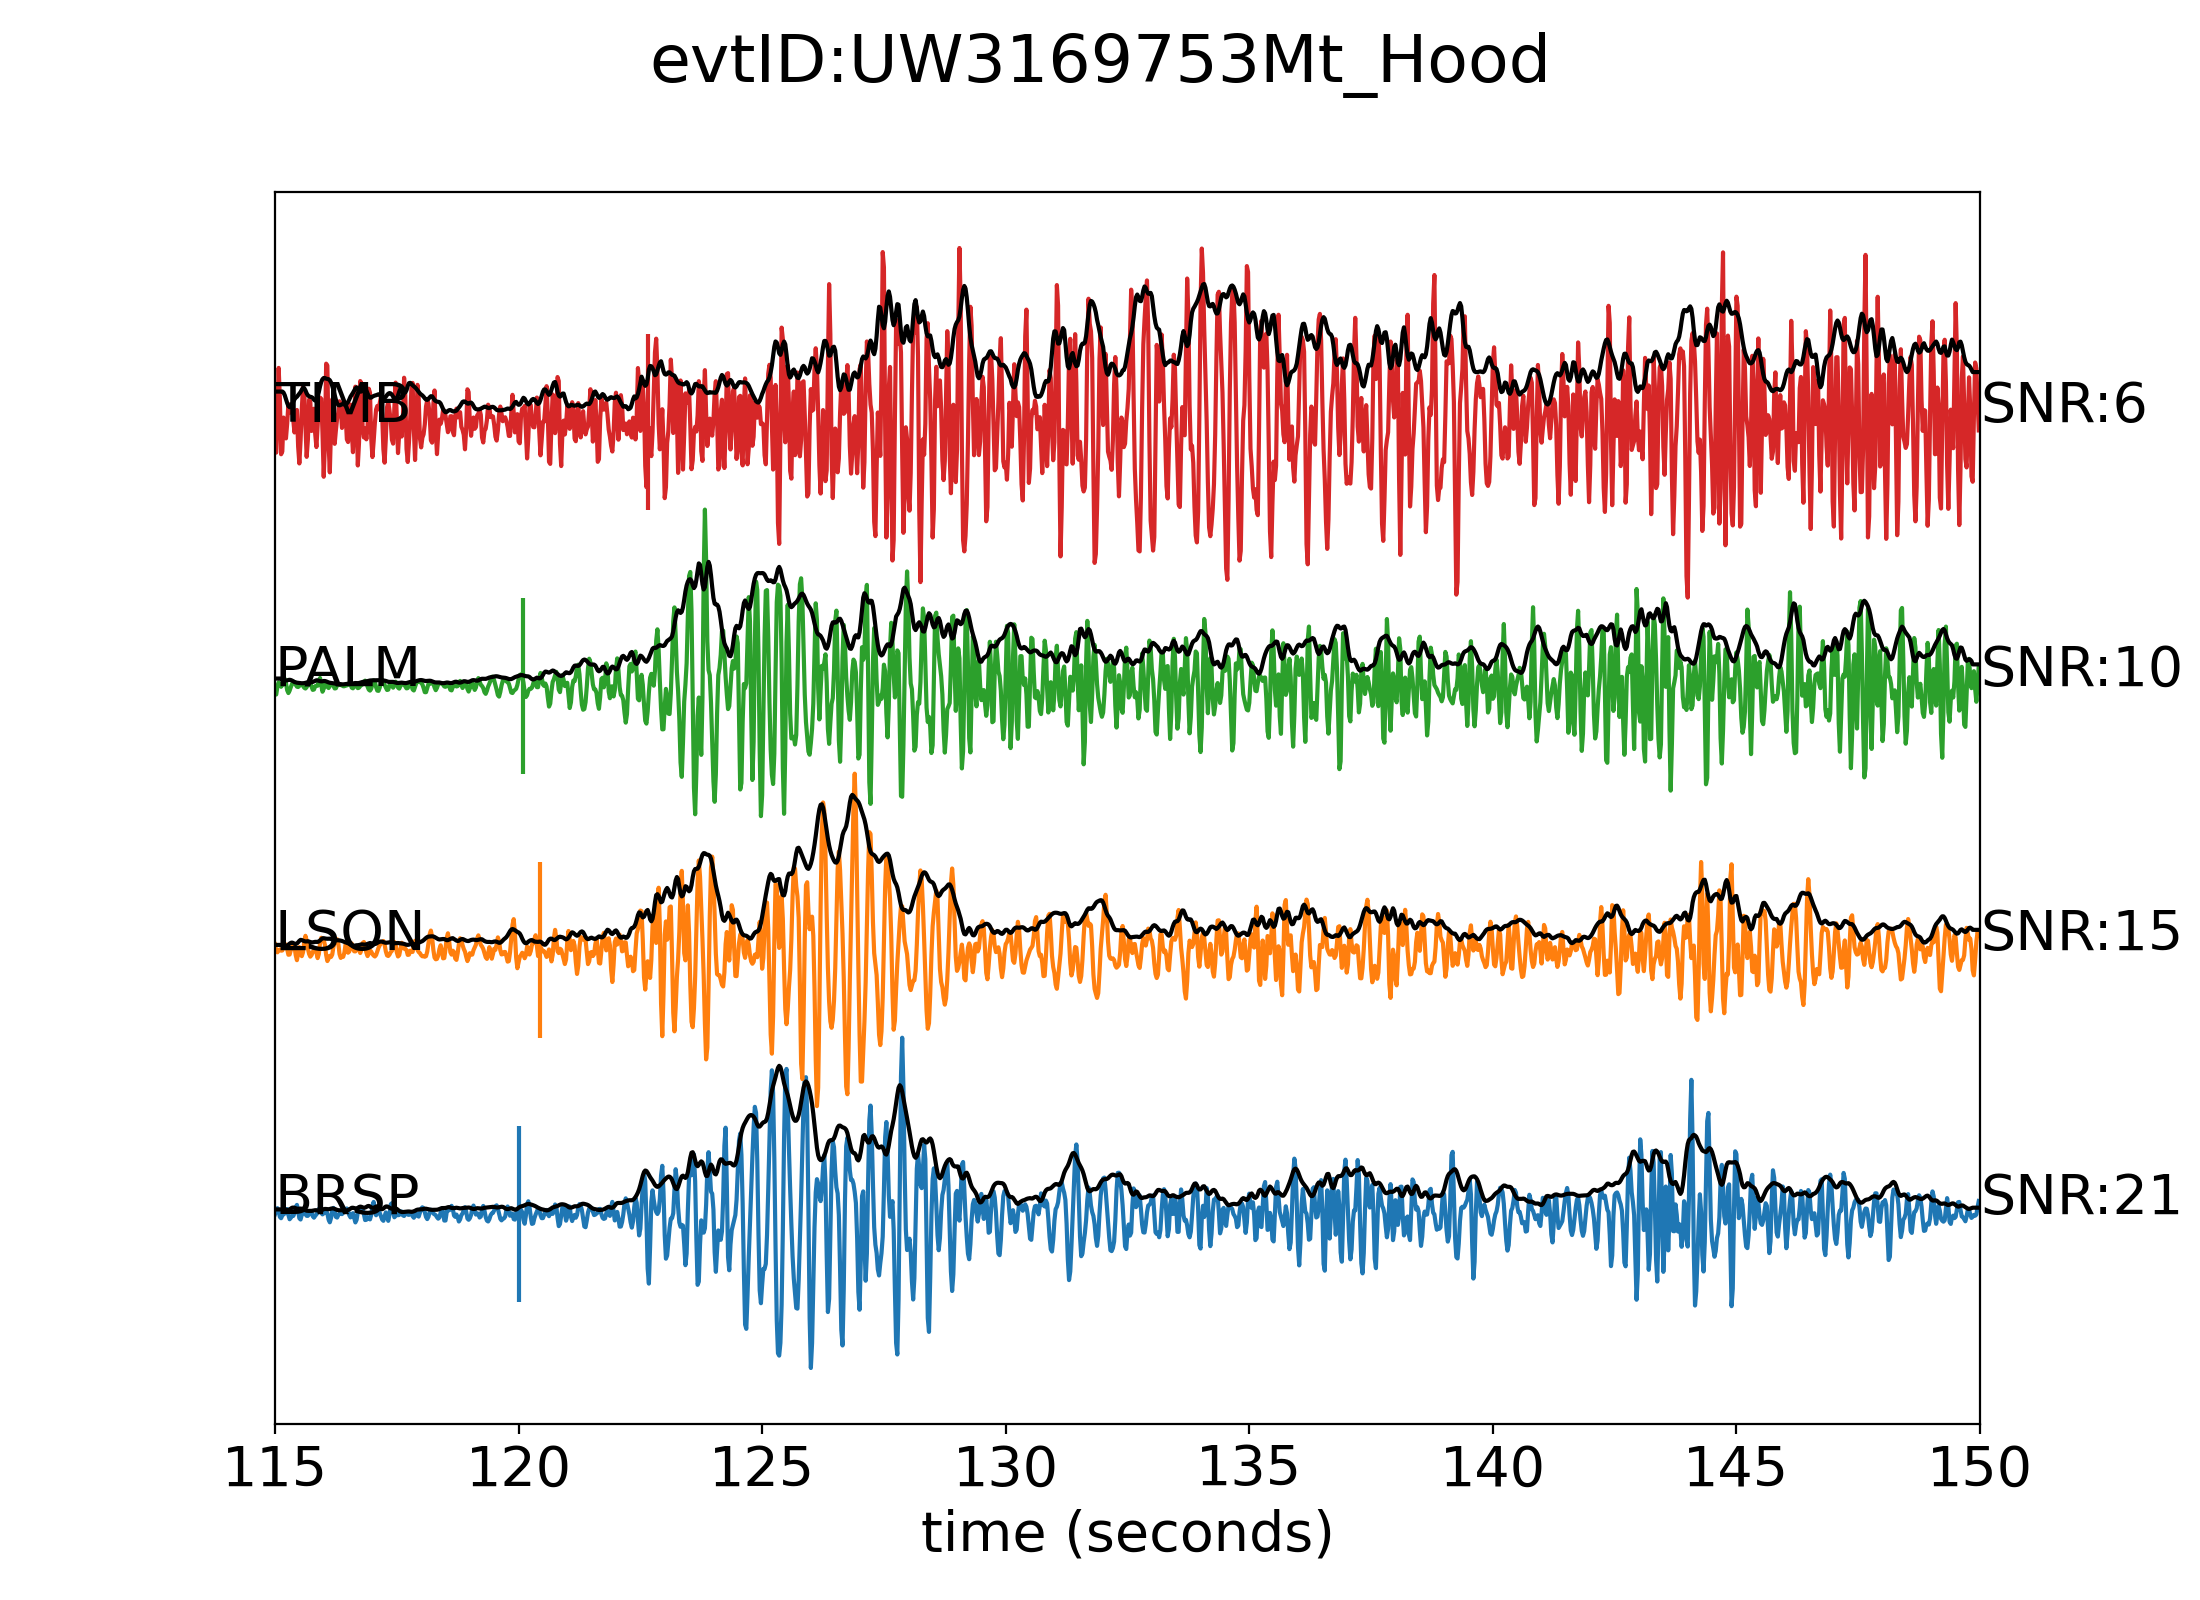 evtID:UW3169753Mt_Hood
TIMB SNR:6
PALM SNR:10
LSON SNR:15
BRSP SNR:21
115 120 125 130 135 140 145 150
time (seconds)